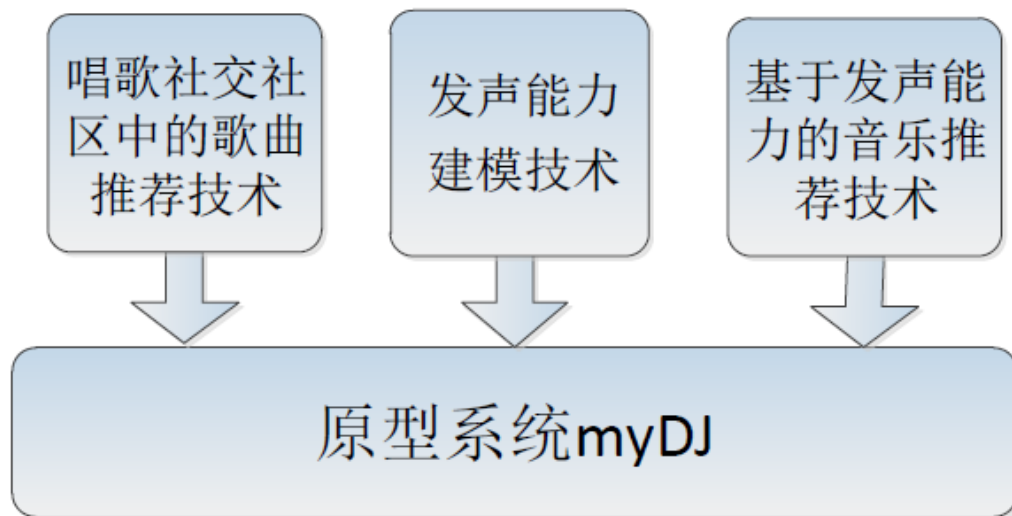 唱歌社交社
区中的歌曲
推荐技术
发声能力
建模技术
基于发声能
力的音乐推
荐技术
原型系统myDJ